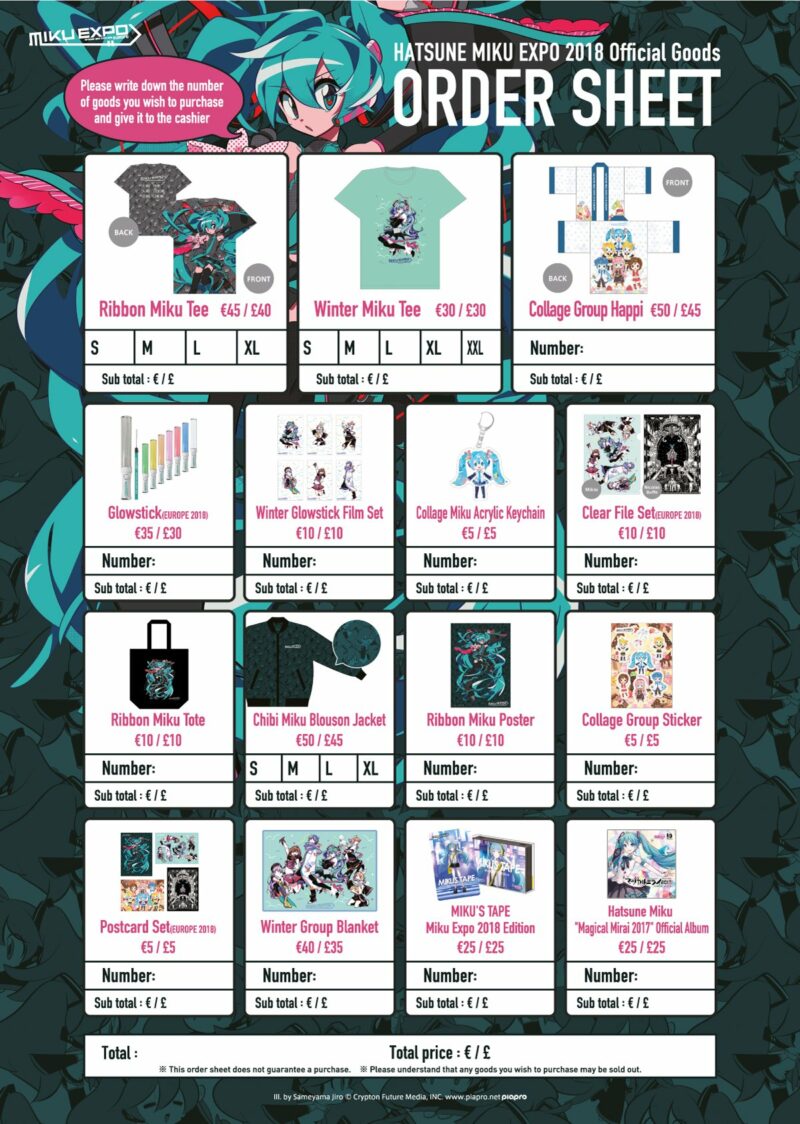 MIKU EXPO
HATSUNE MIKU EXPO 2018 Official Goods
ORDER SHEET
Please write down the number
of goods you wish to purchase
and give it to the cashier
BACK
FRONT
Ribbon Miku Tee €45 / £40
S M L XL
Sub total : € / £
Winter Miku Tee €30 / £30
S M L XL XXL
Sub total : € / £
FRONT
BACK
Collage Group Happi €50 / £45
Number:
Sub total : € / £
Glowstick(EUROPE 2018)
€35 / £30
Number:
Sub total : € / £
Winter Glowstick Film Set
€10 / £10
Number:
Sub total : € / £
Collage Miku Acrylic Keychain
€5 / £5
Number:
Sub total : € / £
Clear File Set(EUROPE 2018)
€10 / £10
Number:
Sub total : € / £
Ribbon Miku Tote
€10 / £10
Number:
Sub total : € / £
Chibi Miku Blouson Jacket
€50 / £45
S M L XL
Sub total : € / £
Ribbon Miku Poster
€10 / £10
Number:
Sub total : € / £
Collage Group Sticker
€5 / £5
Number:
Sub total : € / £
Postcard Set(EUROPE 2018)
€5 / £5
Number:
Sub total : € / £
Winter Group Blanket
€40 / £35
Number:
Sub total : € / £
MIKU'S TAPE
MIKU'S TAPE
MIKU'S TAPE
Miku Expo 2018 Edition
€25 / £25
Number:
Sub total : € / £
Hatsune Miku
"Magical Mirai 2017" Official Album
€25 / £25
Number:
Sub total : € / £
Total : Total price : € / £
※ This order sheet does not guarantee a purchase. ※ Please understand that any goods you wish to purchase may be sold out.
Ill. by Sameyama Jiro © Crypton Future Media, INC. www.piapro.net piapro